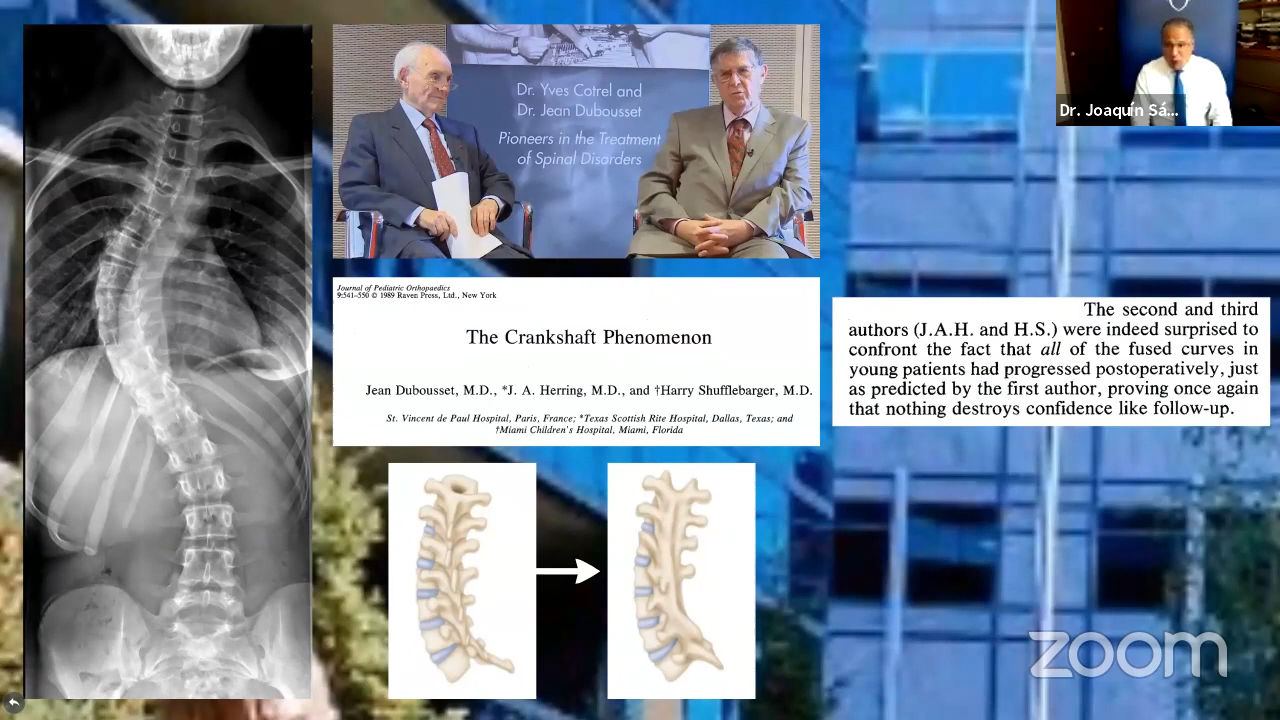 Dr. Yves Cotrel and
Dr. Jean Dubousset
Pioneers in the Treatment
of Spinal Disorders
Dr. Joaquín Sá...
Journal of Pediatric Orthopaedics
9:541–550 © 1989 Raven Press, Ltd., New York
The Crankshaft Phenomenon
Jean Dubousset, M.D., *J. A. Herring, M.D., and †Harry Shufflebarger, M.D.
St. Vincent de Paul Hospital, Paris, France; *Texas Scottish Rite Hospital, Dallas, Texas; and
†Miami Children's Hospital, Miami, Florida
The second and third
authors (J.A.H. and H.S.) were indeed surprised to
confront the fact that all of the fused curves in
young patients had progressed postoperatively, just
as predicted by the first author, proving once again
that nothing destroys confidence like follow-up.
zoom